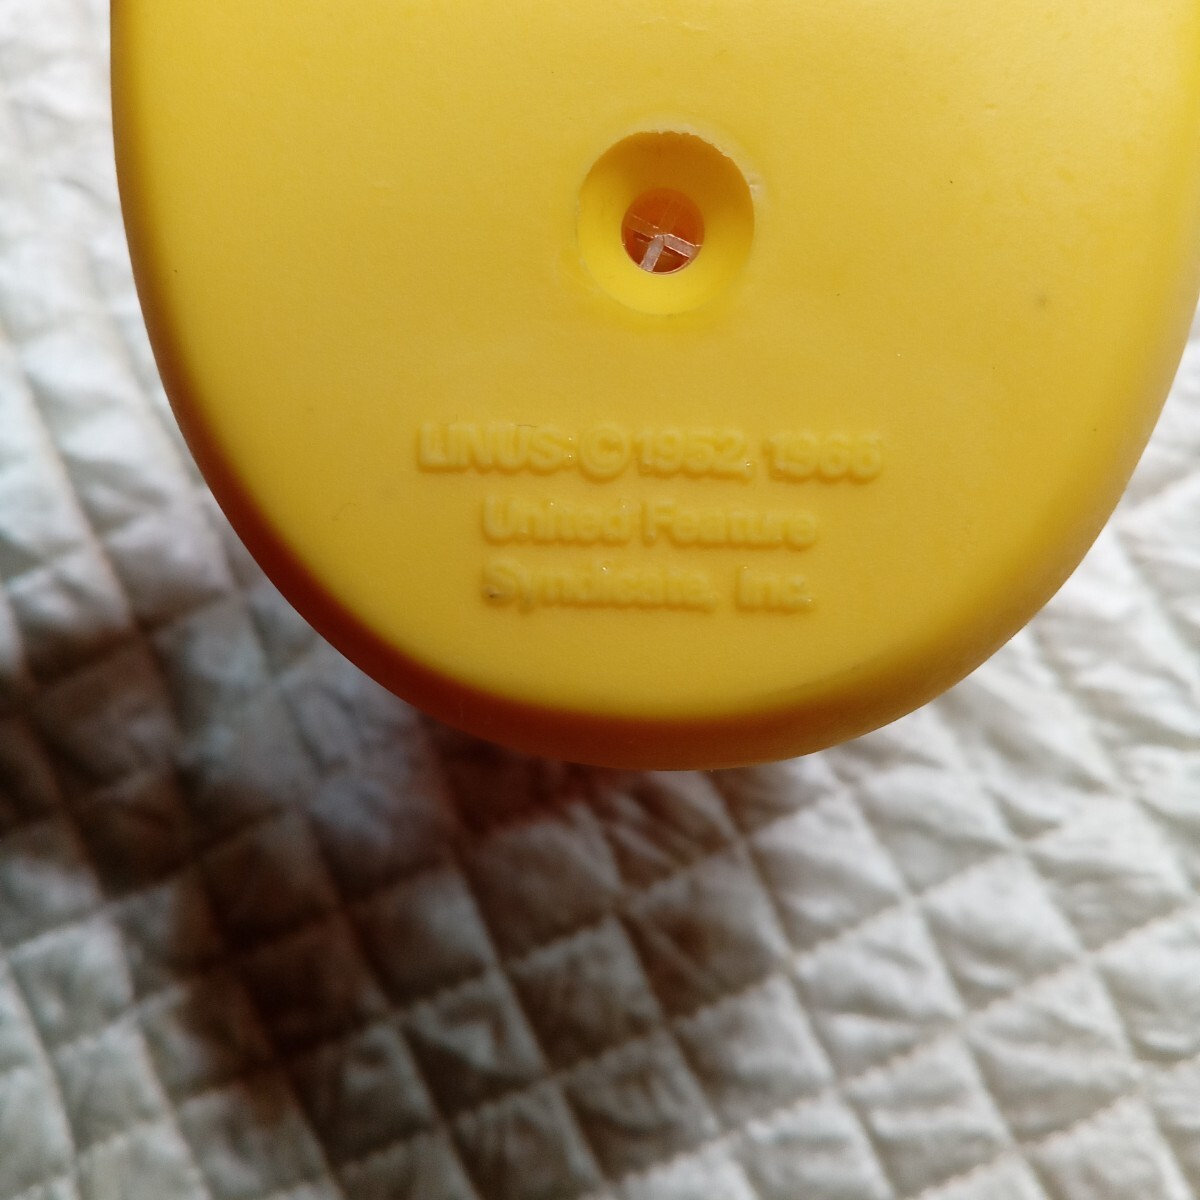 LINUS: © 1952, 1966
United Feature
Syndicate, Inc.